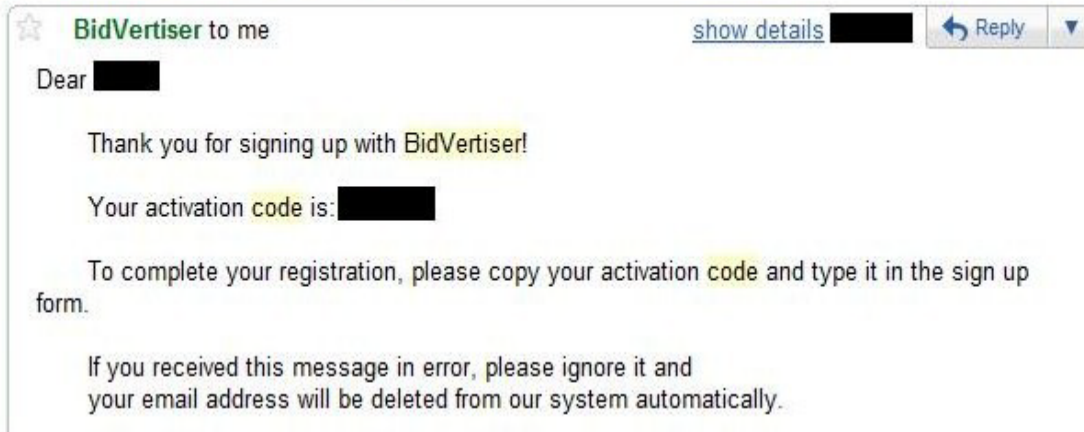 BidVertiser to me show details Reply
Dear
Thank you for signing up with BidVertiser!
Your activation code is:
To complete your registration, please copy your activation code and type it in the sign up
form.
If you received this message in error, please ignore it and
your email address will be deleted from our system automatically.